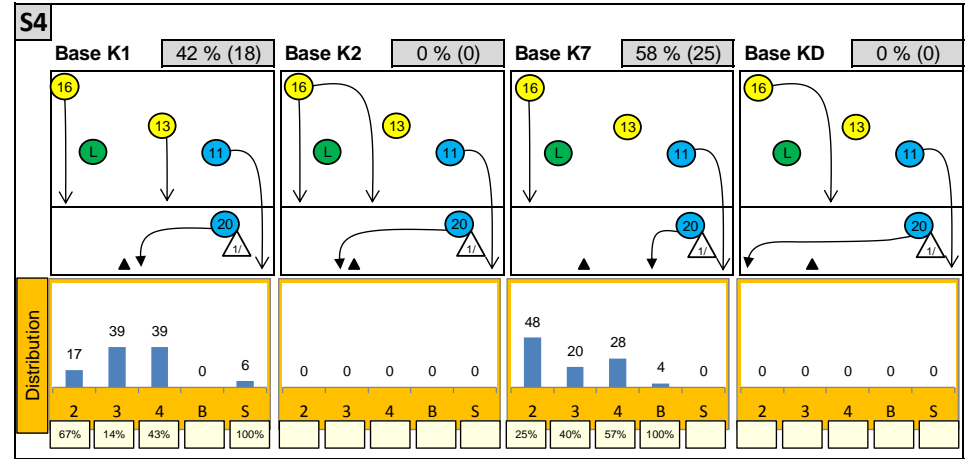 S4
Base K1 42 % (18) Base K2 0 % (0) Base K7 58 % (25) Base KD 0 % (0)
16 16 16 16
13 13 13 13
L 11 L 11 L 11 L 11
20 20 20 20
1/ 1/ 1/ 1/
Distribution
17 39 39 0 6 0 0 0 0 0 48 20 28 4 0 0 0 0 0 0
2 3 4 B S 2 3 4 B S 2 3 4 B S 2 3 4 B S
67% 14% 43% 100% 25% 40% 57% 100%